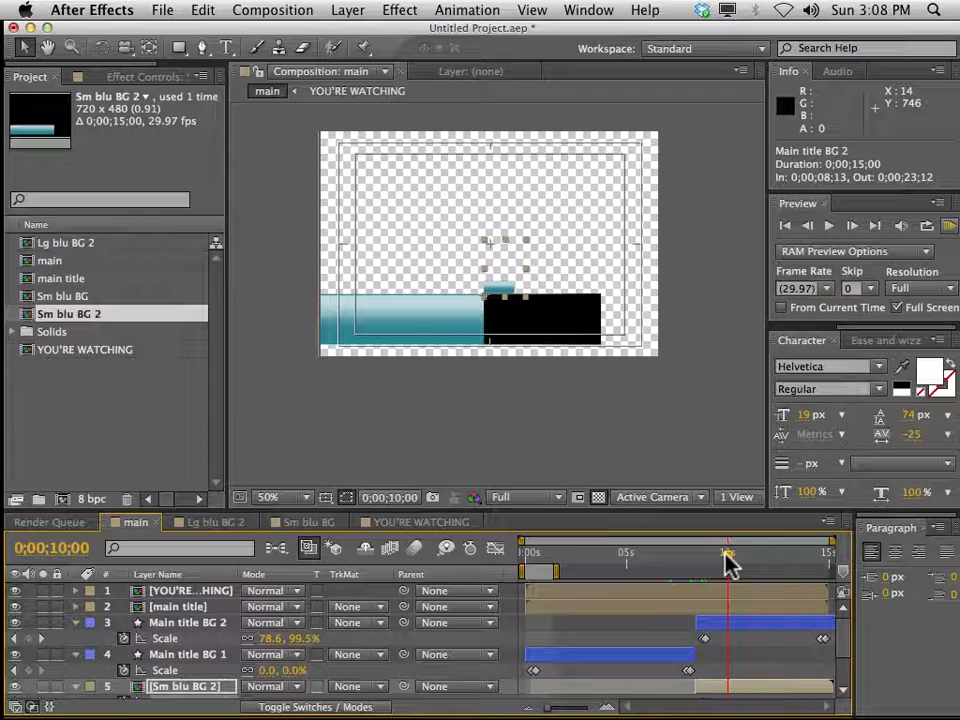 After Effects File Edit Composition Layer Effect Animation View Window Help Sun 3:08 PM
Untitled Project.aep *
Workspace: Standard Search Help
Project Effect Controls: Composition: main Layer: (none) Info Audio
main YOU'RE WATCHING
Sm blu BG 2, used 1 time
720 x 480 (0.91)
Δ 0;00;15;00, 29.97 fps
R :
G :
B :
A : 0
X : 14
Y : 746
Main title BG 2
Duration: 0;00;15;00
In: 0;00;08;13, Out: 0;00;23;12
Preview
RAM Preview Options
Frame Rate Skip Resolution
(29.97) 0 Full
From Current Time Full Screen
Name
Lg blu BG 2
main
main title
Sm blu BG
Sm blu BG 2
Solids
YOU'RE WATCHING
Character Ease and wizz
Helvetica
Regular
19 px 74 px
Metrics -25
- px
100 % 100 %
8 bpc
50% 0;00;10;00 Full Active Camera 1 View
Render Queue main Lg blu BG 2 Sm blu BG YOU'RE WATCHING
Paragraph
0;00;10;00
:00s 05s 15s
# Layer Name Mode T TrkMat Parent
1 [YOU'RE...HING] Normal None
2 [main title] Normal None None
3 Main title BG 2 Normal None None
Scale 78.6, 99.5%
4 Main title BG 1 Normal None None
Scale 0.0, 0.0%
5 [Sm blu BG 2] Normal None None
Toggle Switches / Modes
0 px
0 px